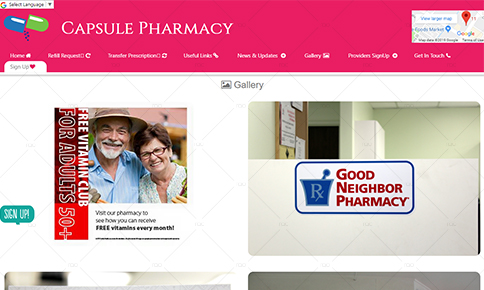 Select Language
CAPSULE PHARMACY
View larger map
Foods Market
Google
Map data ©2019 Google Terms of Use
Home
Refill Request
Transfer Prescription
Useful Links
News & Updates
Gallery
Providers SignUp
Get In Touch
Sign Up
Gallery
FREE VITAMIN CLUB
FOR ADULTS 50+
Visit our pharmacy to
see how you can receive
FREE vitamins every month!
GOOD
NEIGHBOR
PHARMACY
Rx
SIGN UP!